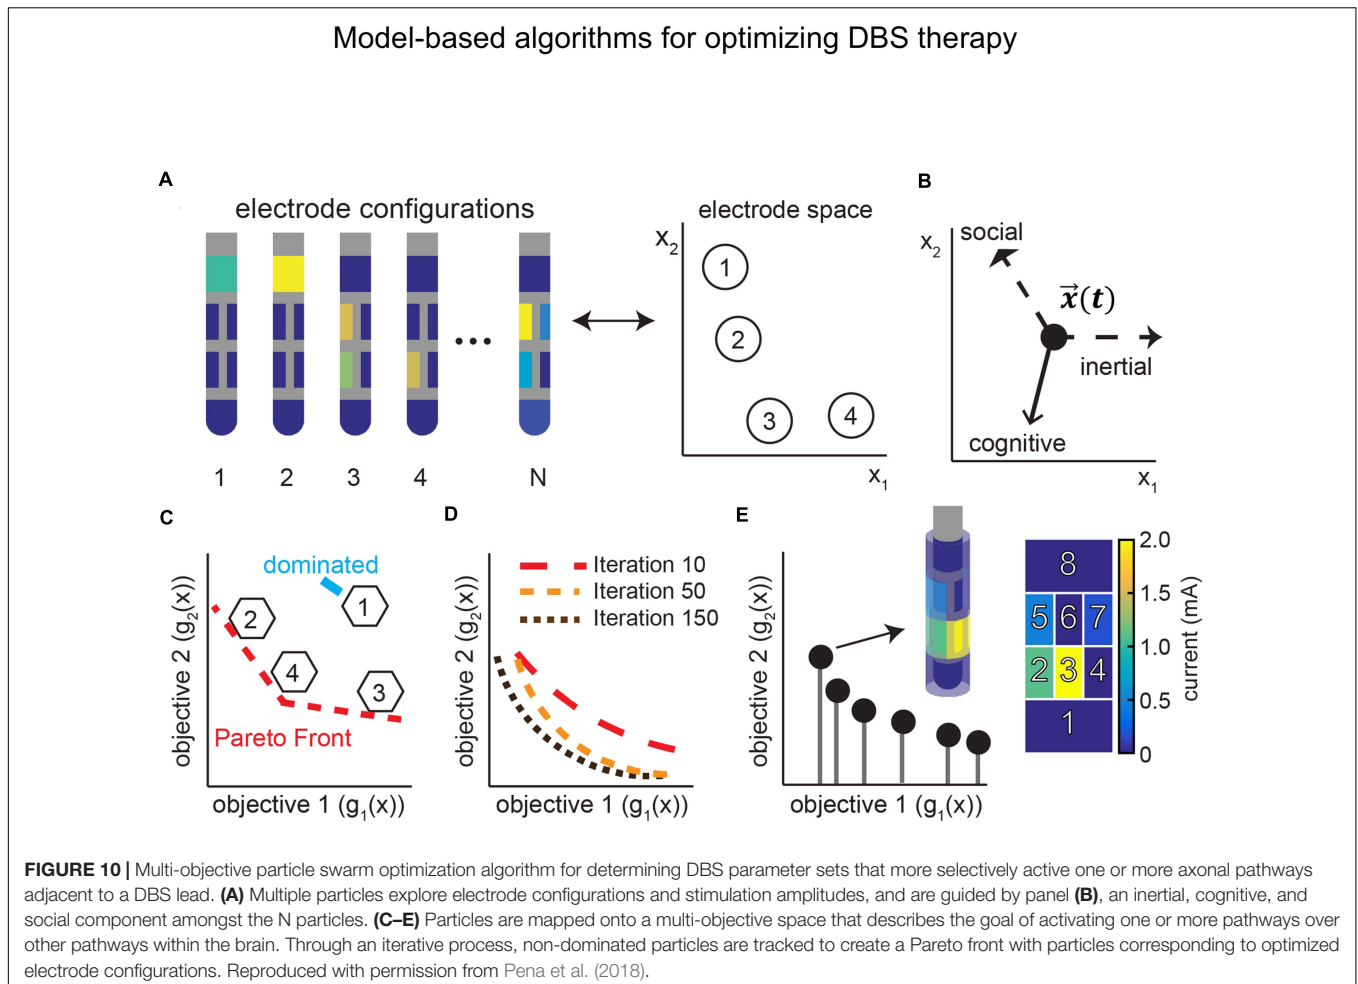 Model-based algorithms for optimizing DBS therapy
A
electrode configurations
1 2 3 4 N
electrode space
x2
1
2
3
4
x1
B
x2
social
x(t)
inertial
cognitive
x1
C
objective 2 (g2(x))
dominated
1
2
4
3
Pareto Front
objective 1 (g1(x))
D
objective 2 (g2(x))
Iteration 10
Iteration 50
Iteration 150
objective 1 (g1(x))
E
objective 2 (g2(x))
objective 1 (g1(x))
8
5 6 7
2 3 4
1
2.0
1.5
1.0
0.5
0
current (mA)
FIGURE 10 | Multi-objective particle swarm optimization algorithm for determining DBS parameter sets that more selectively active one or more axonal pathways
adjacent to a DBS lead. (A) Multiple particles explore electrode configurations and stimulation amplitudes, and are guided by panel (B), an inertial, cognitive, and
social component amongst the N particles. (C–E) Particles are mapped onto a multi-objective space that describes the goal of activating one or more pathways over
other pathways within the brain. Through an iterative process, non-dominated particles are tracked to create a Pareto front with particles corresponding to optimized
electrode configurations. Reproduced with permission from Pena et al. (2018).